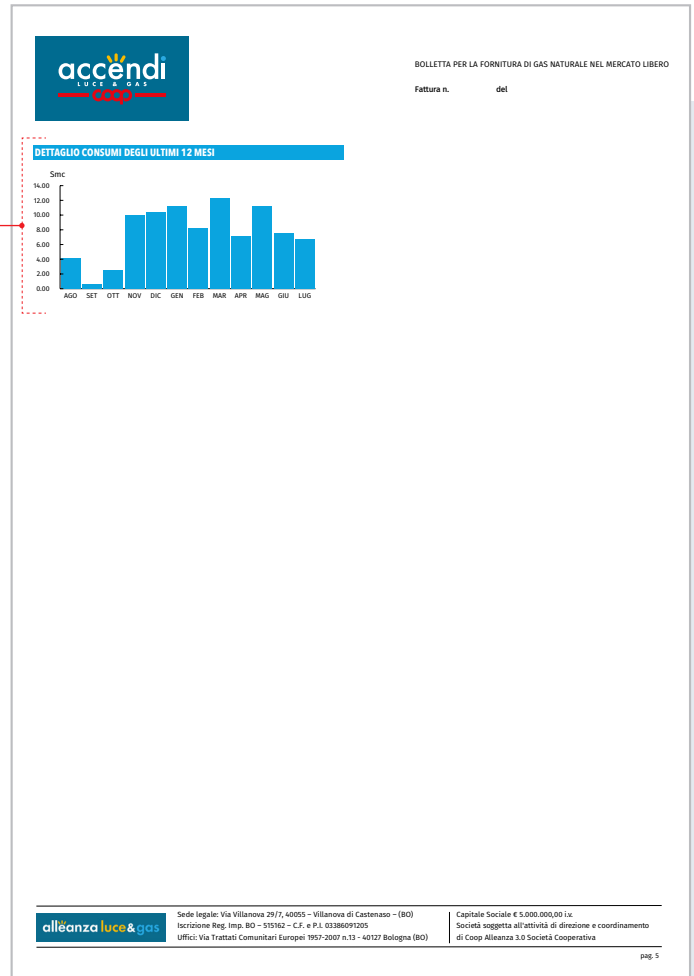 accendi
LUCE & GAS
coop
BOLLETTA PER LA FORNITURA DI GAS NATURALE NEL MERCATO LIBERO
Fattura n. del
DETTAGLIO CONSUMI DEGLI ULTIMI 12 MESI
Smc
14.00
12.00
10.00
8.00
6.00
4.00
2.00
0.00
AGO SET OTT NOV DIC GEN FEB MAR APR MAG GIU LUG
alleanza luce&gas
Sede legale: Via Villanova 29/7, 40055 – Villanova di Castenaso – (BO)
Iscrizione Reg. Imp. BO – 515162 – C.F. e P.I. 03386091205
Uffici: Via Trattati Comunitari Europei 1957-2007 n.13 - 40127 Bologna (BO)
Capitale Sociale € 5.000.000,00 i.v.
Società soggetta all'attività di direzione e coordinamento
di Coop Alleanza 3.0 Società Cooperativa
pag. 5